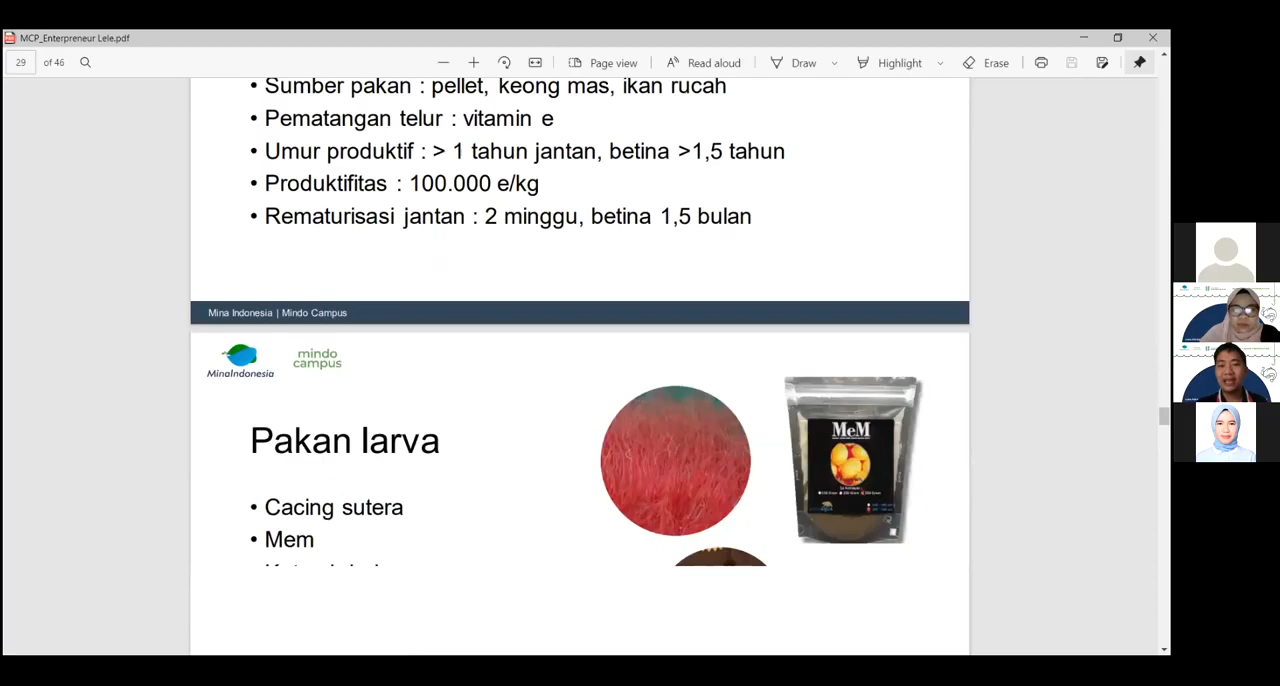 MCP_Enterpreneur Lele.pdf
29 of 46
Page view
Read aloud
Draw
Highlight
Erase
• Sumber pakan : pellet, keong mas, ikan rucah
• Pematangan telur : vitamin e
• Umur produktif : > 1 tahun jantan, betina >1,5 tahun
• Produktifitas : 100.000 e/kg
• Rematurisasi jantan : 2 minggu, betina 1,5 bulan
Mina Indonesia | Mindo Campus
MinaIndonesia
mindo campus
Pakan larva
MeM
• Cacing sutera
• Mem